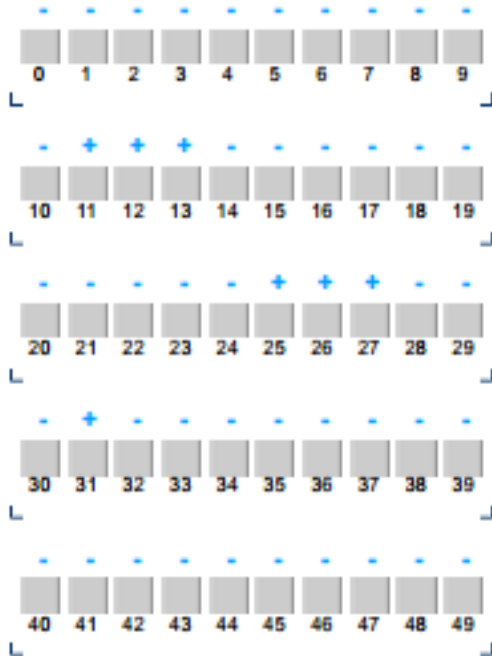 - - - - - - - - - -
0 1 2 3 4 5 6 7 8 9
- + + + - - - - - -
10 11 12 13 14 15 16 17 18 19
- - - - - + + + - -
20 21 22 23 24 25 26 27 28 29
- + - - - - - - - -
30 31 32 33 34 35 36 37 38 39
- - - - - - - - - -
40 41 42 43 44 45 46 47 48 49